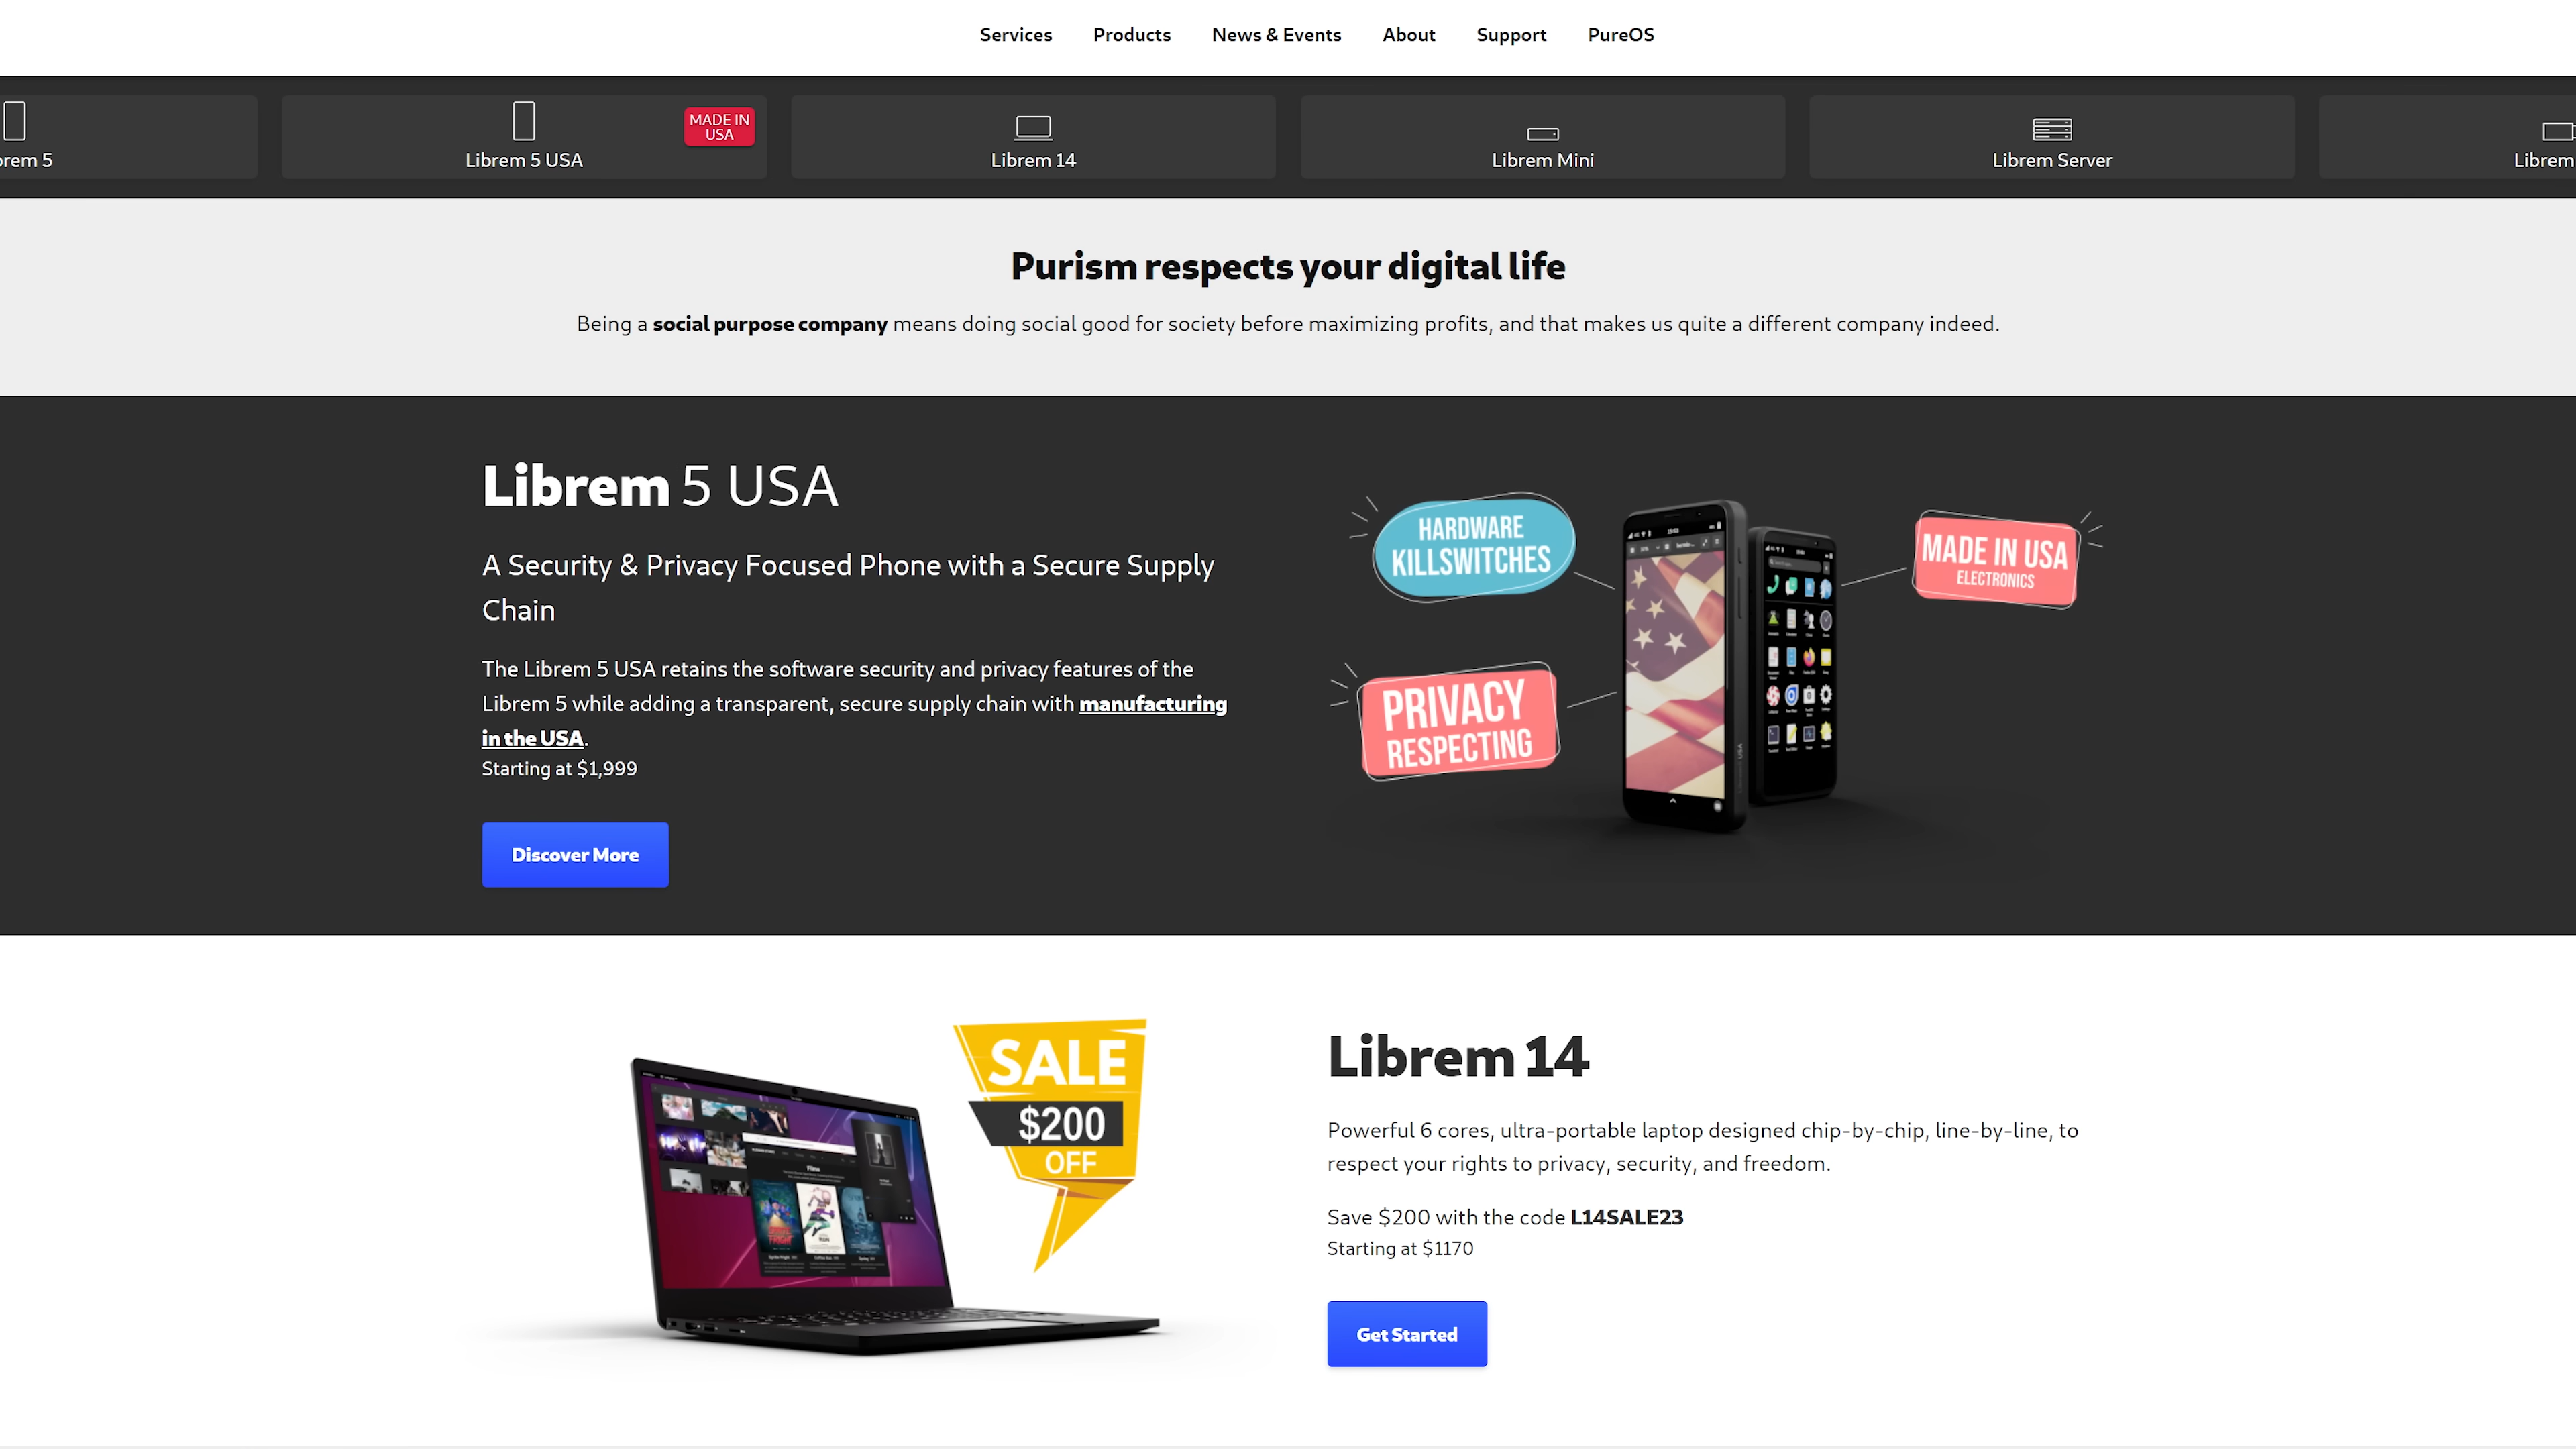 Services Products News & Events About Support PureOS
brem 5
Librem 5 USA
MADE IN
USA
Librem 14
Librem Mini
Librem Server
Librem
Purism respects your digital life
Being a social purpose company means doing social good for society before maximizing profits, and that makes us quite a different company indeed.
Librem 5 USA
A Security & Privacy Focused Phone with a Secure Supply
Chain
The Librem 5 USA retains the software security and privacy features of the
Librem 5 while adding a transparent, secure supply chain with manufacturing
in the USA.
Starting at $1,999
Discover More
HARDWARE
KILLSWITCHES
PRIVACY
RESPECTING
MADE IN USA
ELECTRONICS
SALE
$200
OFF
Librem 14
Powerful 6 cores, ultra-portable laptop designed chip-by-chip, line-by-line, to
respect your rights to privacy, security, and freedom.
Save $200 with the code L14SALE23
Starting at $1170
Get Started